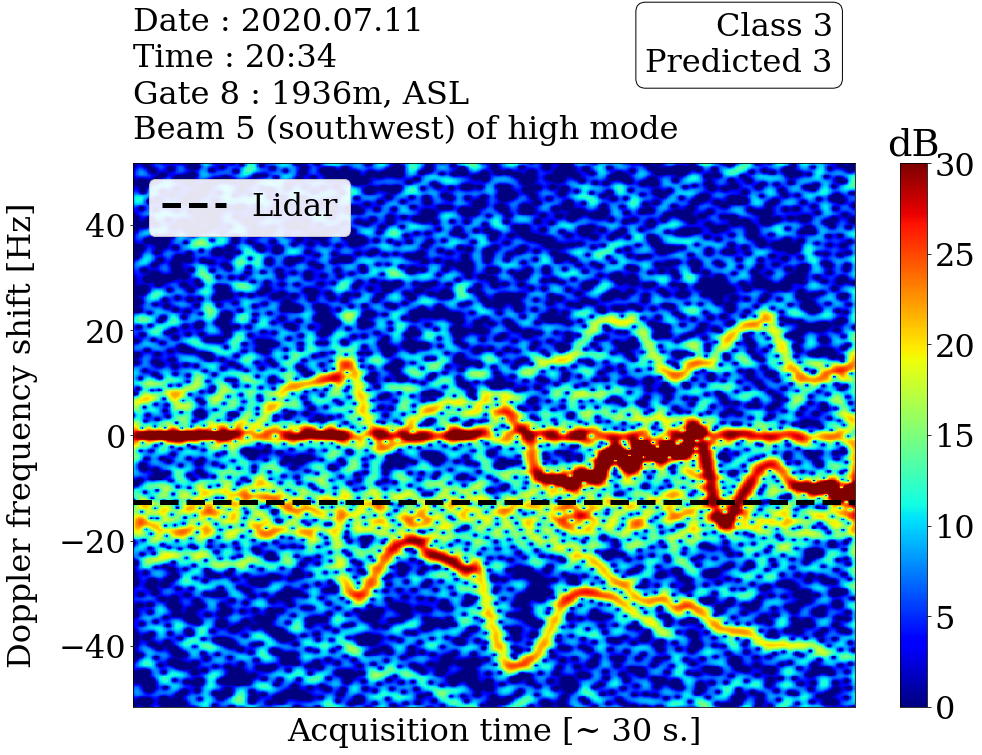 Date : 2020.07.11
Time : 20:34
Gate 8 : 1936m, ASL
Beam 5 (southwest) of high mode
Class 3
Predicted 3
dB
Lidar
Doppler frequency shift [Hz]
40
20
0
−20
−40
30
25
20
15
10
5
0
Acquisition time [~ 30 s.]